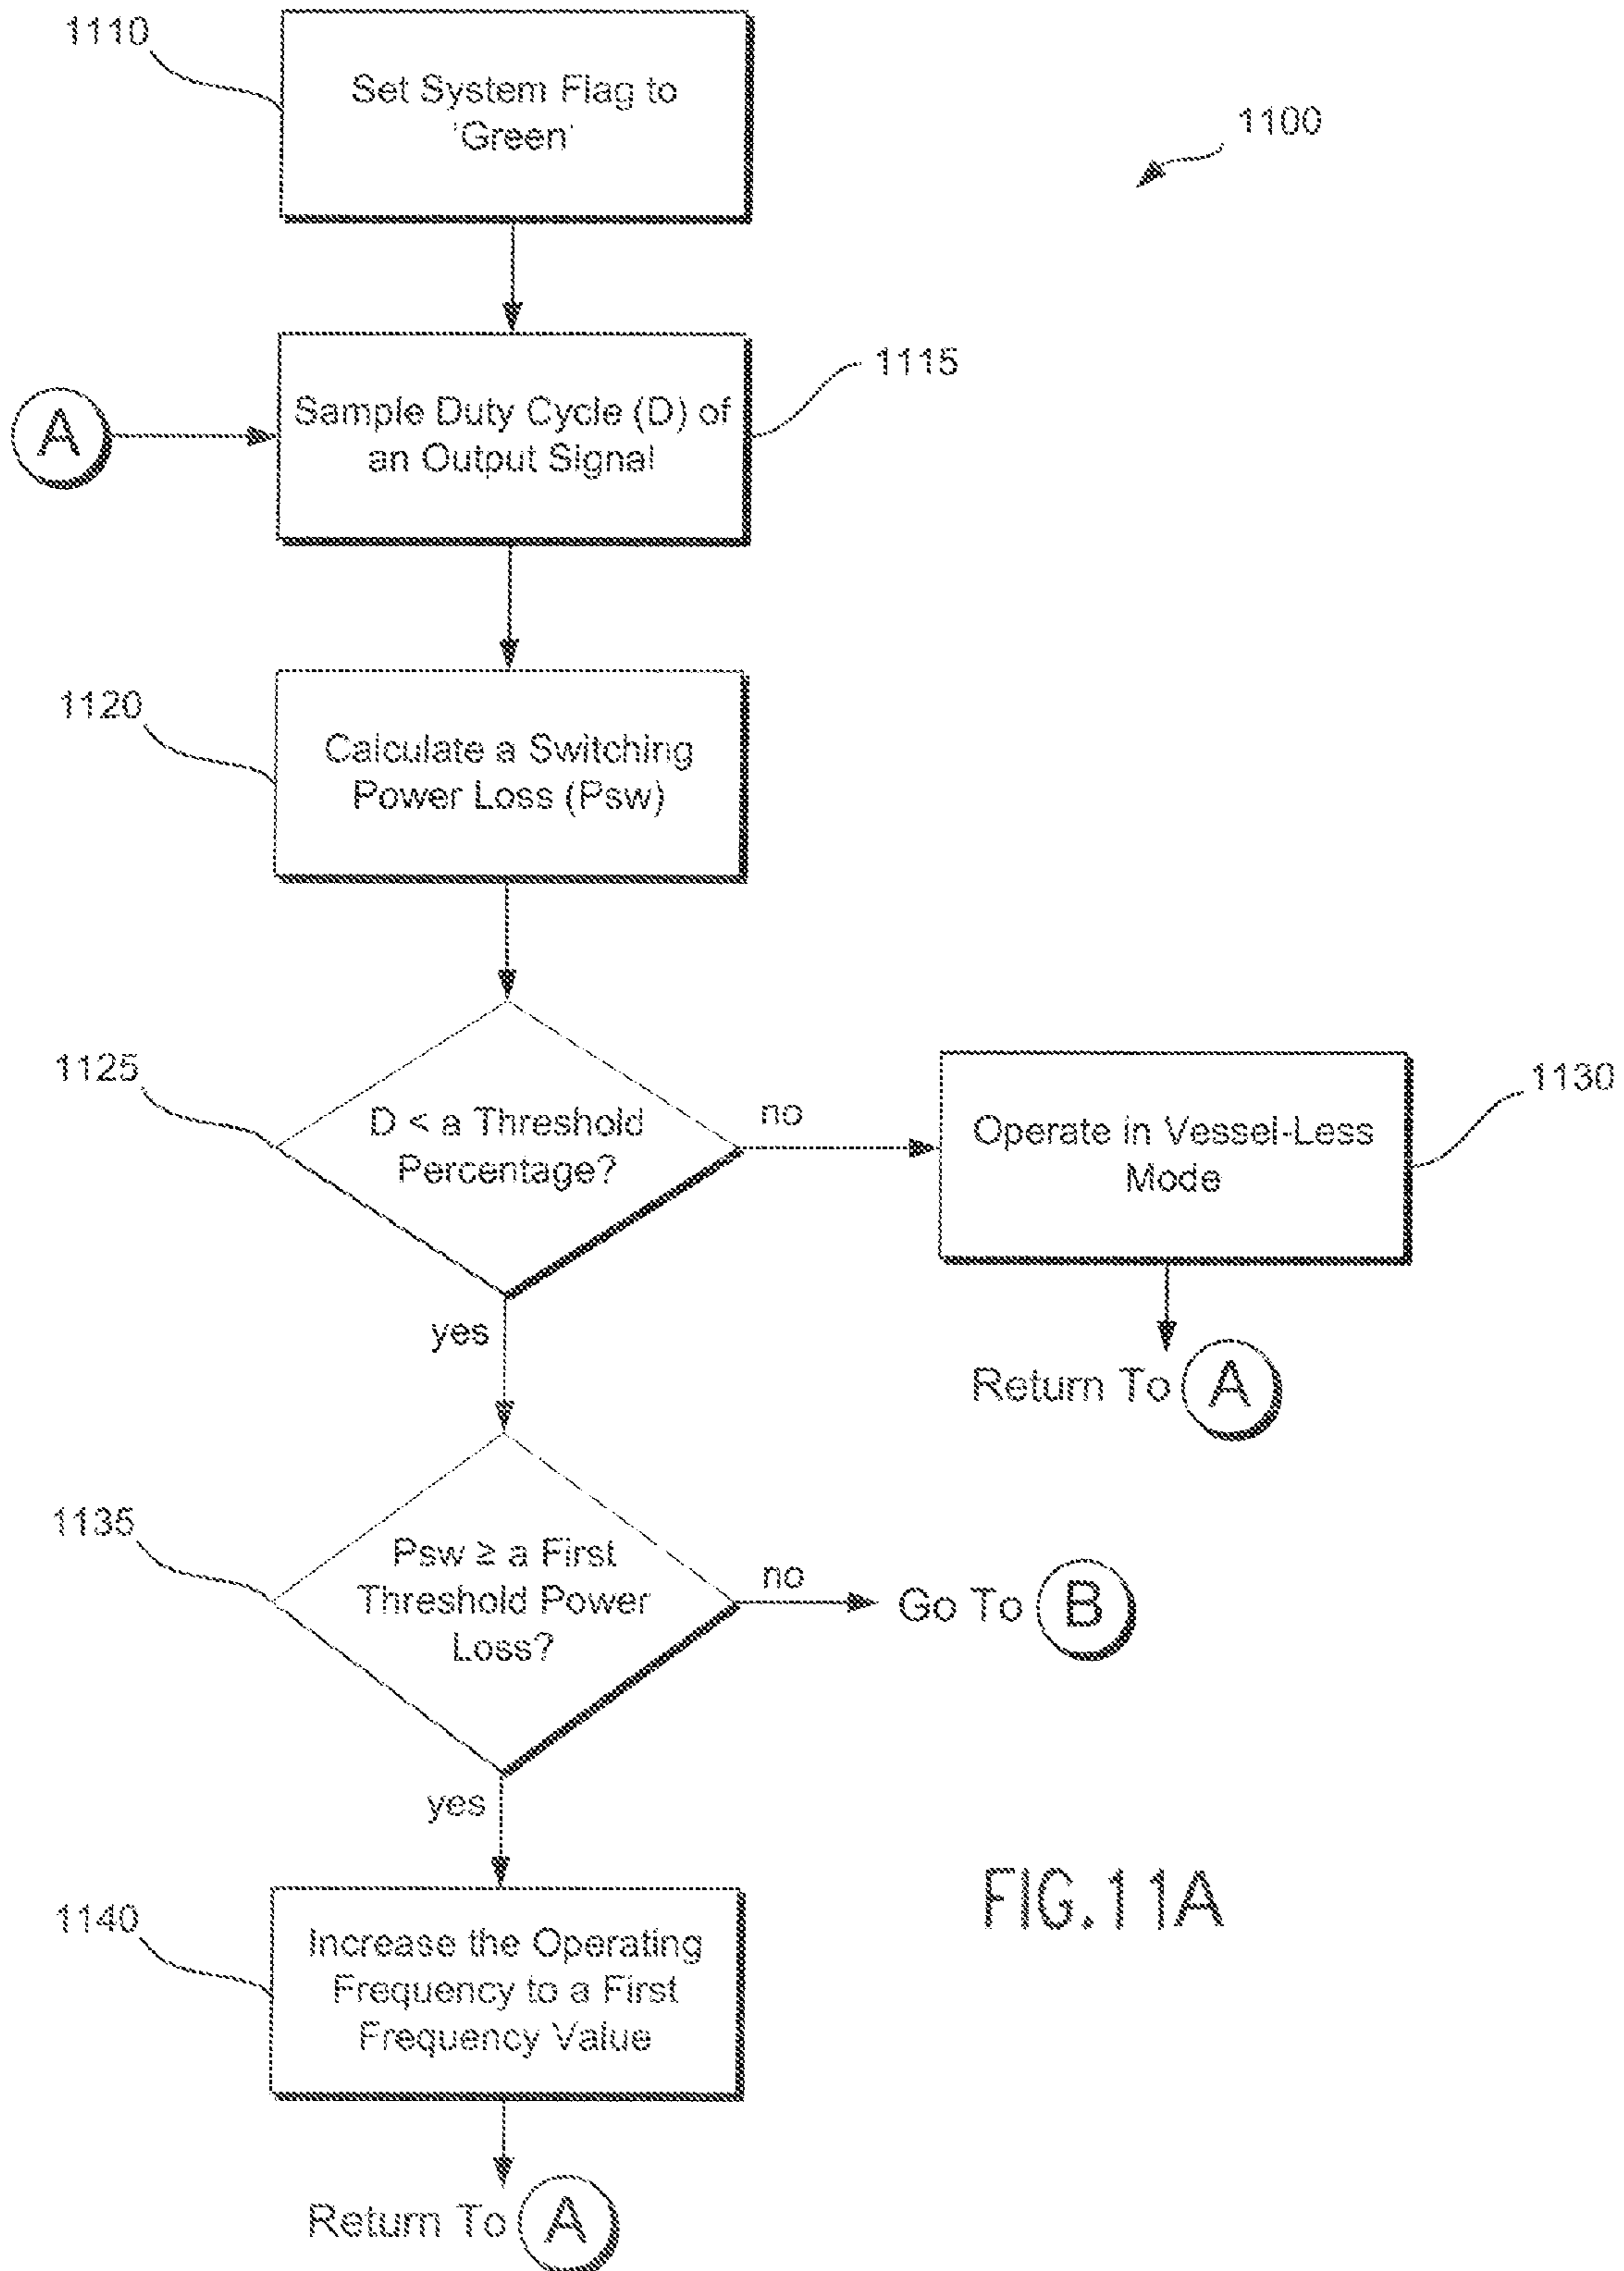 1110
Set System Flag to
'Green'
1100
1115
A
Sample Duty Cycle (D) of
an Output Signal
1120
Calculate a Switching
Power Loss (Psw)
1125
D < a Threshold
Percentage?
no
1130
Operate in Vessel-Less
Mode
yes
Return To A
1135
Psw ≥ a First
Threshold Power
Loss?
no
Go To B
yes
1140
Increase the Operating
Frequency to a First
Frequency Value
FIG.11A
Return To A